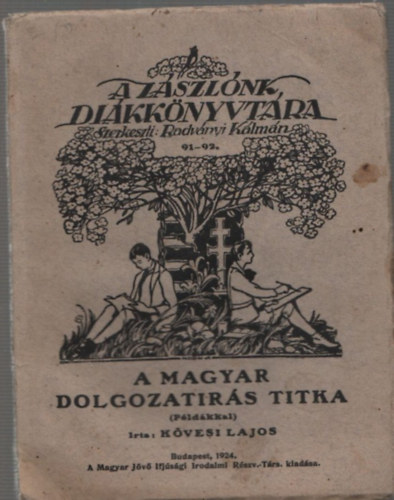 A ZÁSZLÓNK
DIÁKKÖNYVTÁRA
Szerkeszti: Radványi Kálmán
91–92.
A MAGYAR
DOLGOZATIRÁS TITKA
(Példákkal)
Irta: KÖVESI LAJOS
Budapest, 1924.
A Magyar Jövő Ifjúsági Irodalmi Részv.-Társ. kiadása.